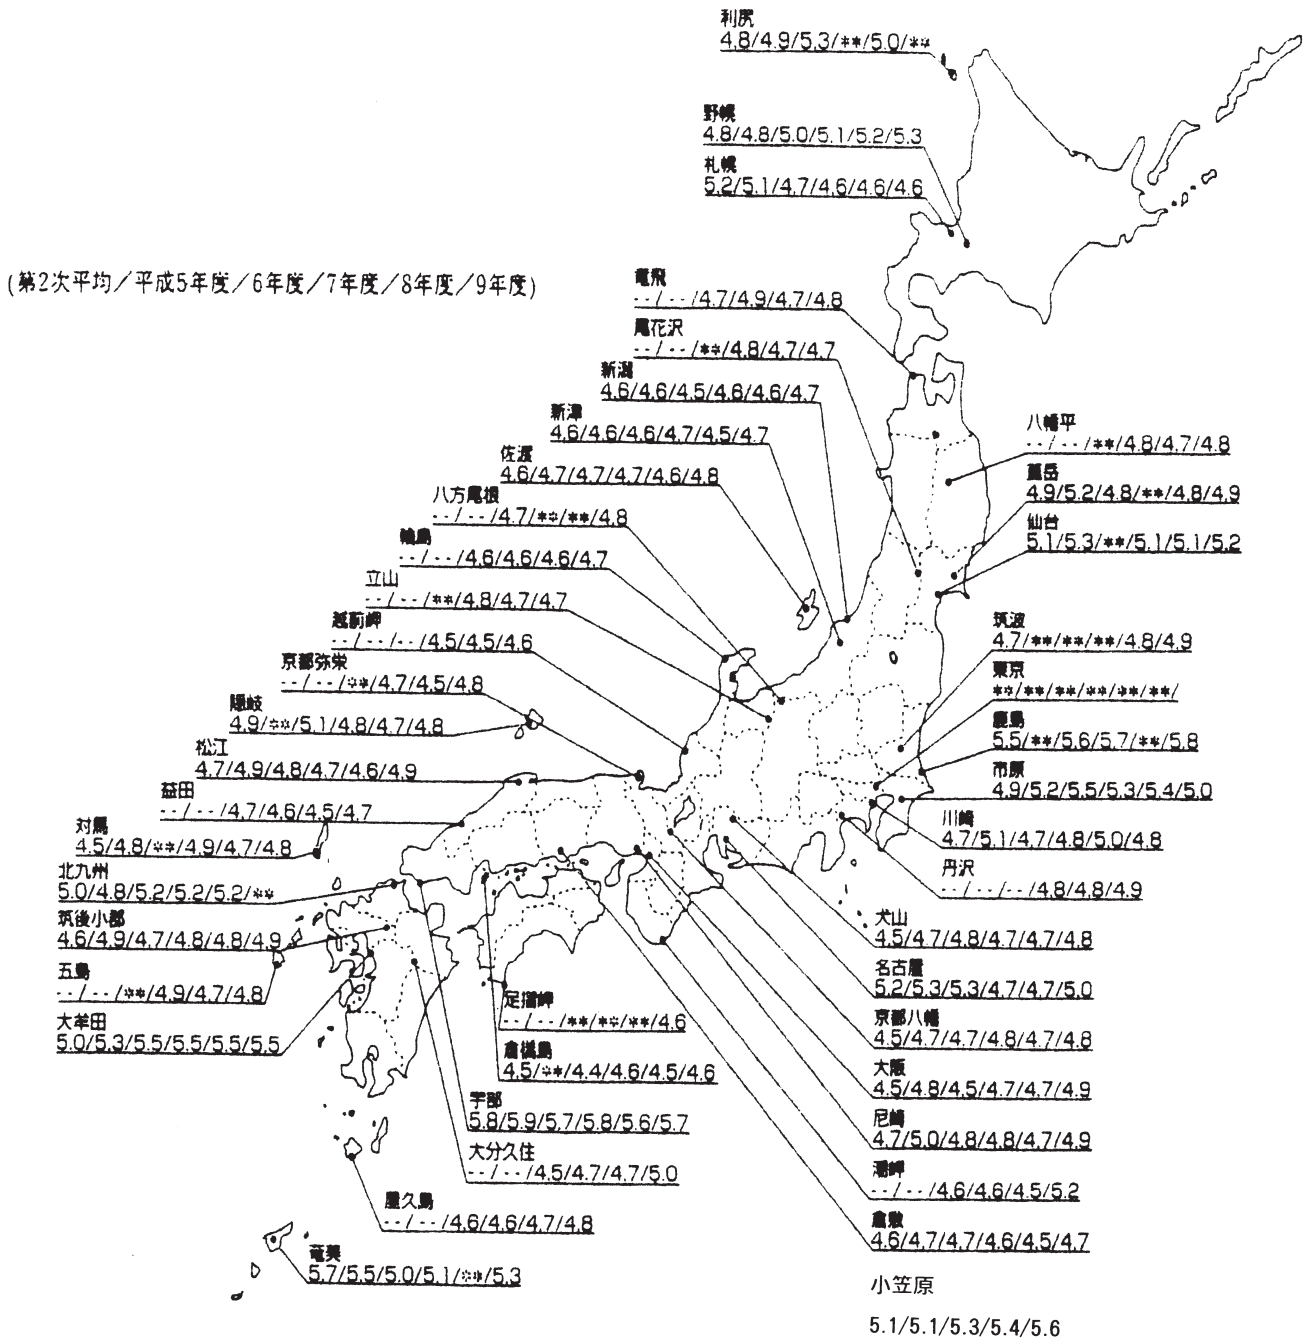 利尻
4.8/4.9/5.3/**/5.0/**
野幌
4.8/4.8/5.0/5.1/5.2/5.3
札幌
5.2/5.1/4.7/4.6/4.6/4.6
(第2次平均/平成5年度/6年度/7年度/8年度/9年度)
竜飛
--/--/4.7/4.9/4.7/4.8
尾花沢
--/--/**/4.8/4.7/4.7
新潟
4.6/4.6/4.5/4.8/4.6/4.7
新津
4.6/4.6/4.6/4.7/4.5/4.7
佐渡
4.6/4.7/4.7/4.7/4.6/4.8
八方尾根
--/--/4.7/**/**/4.8
輪島
--/--/4.6/4.6/4.6/4.7
立山
--/--/**/4.8/4.7/4.7
越前岬
--/--/--/4.5/4.5/4.6
京都弥栄
--/--/**/4.7/4.5/4.8
隠岐
4.9/**/5.1/4.8/4.7/4.8
松江
4.7/4.9/4.8/4.7/4.6/4.9
益田
--/--/4.7/4.6/4.5/4.7
対馬
4.5/4.8/**/4.9/4.7/4.8
北九州
5.0/4.8/5.2/5.2/5.2/**
筑後小郡
4.6/4.9/4.7/4.8/4.8/4.9
五島
--/--/**/4.9/4.7/4.8
大牟田
5.0/5.3/5.5/5.5/5.5/5.5
八幡平
--/--/**/4.8/4.7/4.8
箟岳
4.9/5.2/4.8/**/4.8/4.9
仙台
5.1/5.3/**/5.1/5.1/5.2
筑波
4.7/**/**/**/4.8/4.9
東京
**/**/**/**/**/**/
鹿島
5.5/**/5.6/5.7/**/5.8
市原
4.9/5.2/5.5/5.3/5.4/5.0
川崎
4.7/5.1/4.7/4.8/5.0/4.8
丹沢
--/--/--/4.8/4.8/4.9
犬山
4.5/4.7/4.8/4.7/4.7/4.8
名古屋
5.2/5.3/5.3/4.7/4.7/5.0
京都八幡
4.5/4.7/4.7/4.8/4.7/4.8
大阪
4.5/4.8/4.5/4.7/4.7/4.9
尼崎
4.7/5.0/4.8/4.8/4.7/4.9
潮岬
--/--/4.6/4.6/4.5/5.2
倉敷
4.6/4.7/4.7/4.6/4.5/4.7
足摺岬
--/--/**/**/**/4.6
倉橋島
4.5/**/4.4/4.6/4.5/4.6
宇部
5.8/5.9/5.7/5.8/5.6/5.7
大分久住
--/--/4.5/4.7/4.7/5.0
屋久島
--/--/4.6/4.6/4.7/4.8
奄美
5.7/5.5/5.0/5.1/**/5.3
小笠原
5.1/5.1/5.3/5.4/5.6